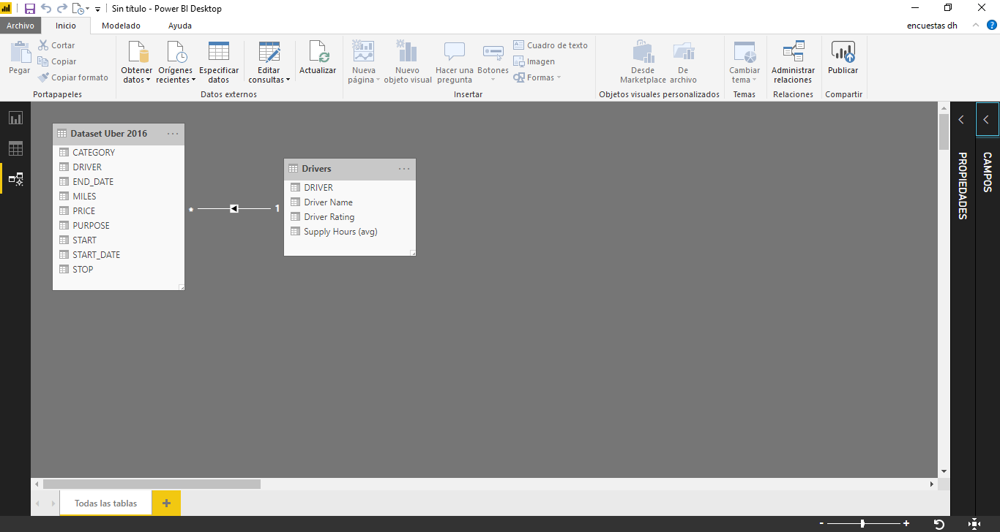 Sin título - Power BI Desktop
Archivo Inicio Modelado Ayuda encuestas dh ?
Pegar
Cortar
Copiar
Copiar formato
Portapapeles
Obtener datos
Orígenes recientes
Especificar datos
Editar consultas
Actualizar
Datos externos
Nueva página
Nuevo objeto visual
Hacer una pregunta
Botones
Cuadro de texto
Imagen
Formas
Insertar
Desde Marketplace
De archivo
Objetos visuales personalizados
Cambiar tema
Temas
Administrar relaciones
Relaciones
Publicar
Compartir
Dataset Uber 2016 ...
CATEGORY
DRIVER
END_DATE
MILES
PRICE
PURPOSE
START
START_DATE
STOP
* 1
Drivers ...
DRIVER
Driver Name
Driver Rating
Supply Hours (avg)
PROPIEDADES
CAMPOS
Todas las tablas +
- +